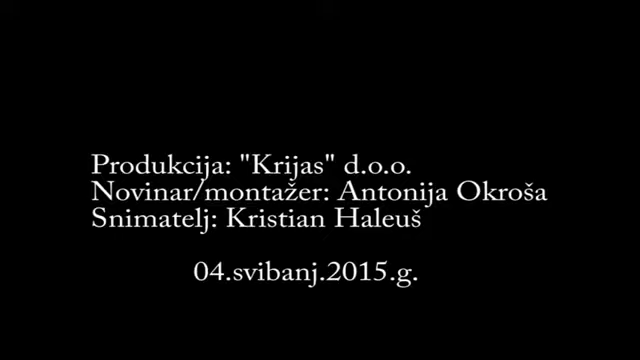 Produkcija: "Krijas" d.o.o.
Novinar/montažer: Antonija Okroša
Snimatelj: Kristian Haleuš
04.svibanj.2015.g.